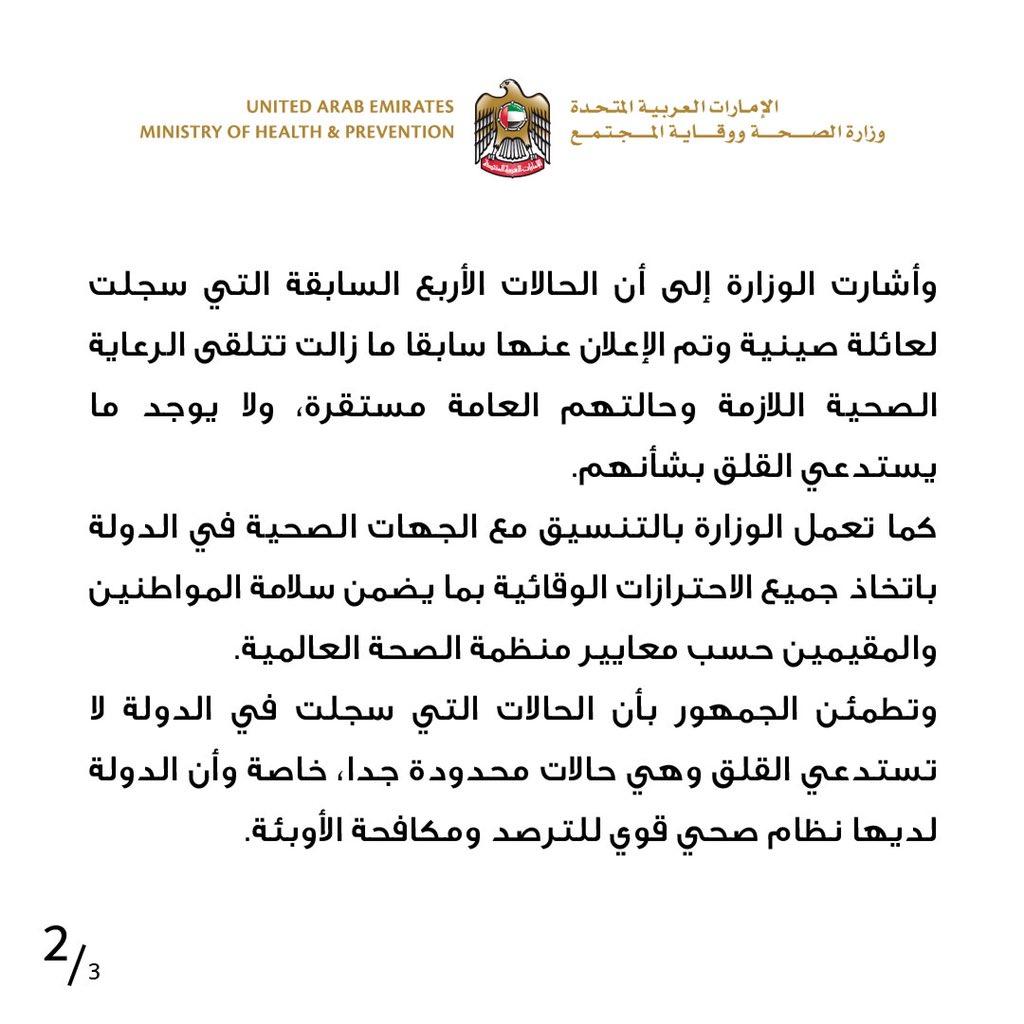 UNITED ARAB EMIRATES
MINISTRY OF HEALTH & PREVENTION
الإمارات العربية المتحدة
وزارة الصحة ووقاية المجتمع
الإمارات العربية المتحدة
وأشارت الوزارة إلى أن الحالات الأربع السابقة التي سجلت
لعائلة صينية وتم الإعلان عنها سابقا ما زالت تتلقى الرعاية
الصحية اللازمة وحالتهم العامة مستقرة، ولا يوجد ما
يستدعي القلق بشأنهم.
كما تعمل الوزارة بالتنسيق مع الجهات الصحية في الدولة
باتخاذ جميع الاحترازات الوقائية بما يضمن سلامة المواطنين
والمقيمين حسب معايير منظمة الصحة العالمية.
وتطمئن الجمهور بأن الحالات التي سجلت في الدولة لا
تستدعي القلق وهي حالات محدودة جدا، خاصة وأن الدولة
لديها نظام صحي قوي للترصد ومكافحة الأوبئة.
2/3